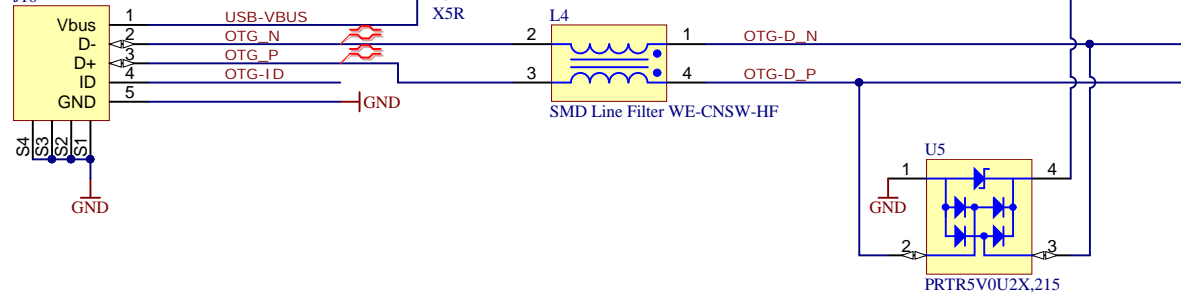 Vbus
D-
D+
ID
GND
1
2
3
4
5
USB-VBUS
OTG_N
OTG_P
OTG-ID
GND
X5R
S4
S3
S2
S1
GND
L4
2
3
1
4
OTG-D_N
OTG-D_P
SMD Line Filter WE-CNSW-HF
U5
1
4
GND
2
3
PRTR5V0U2X,215